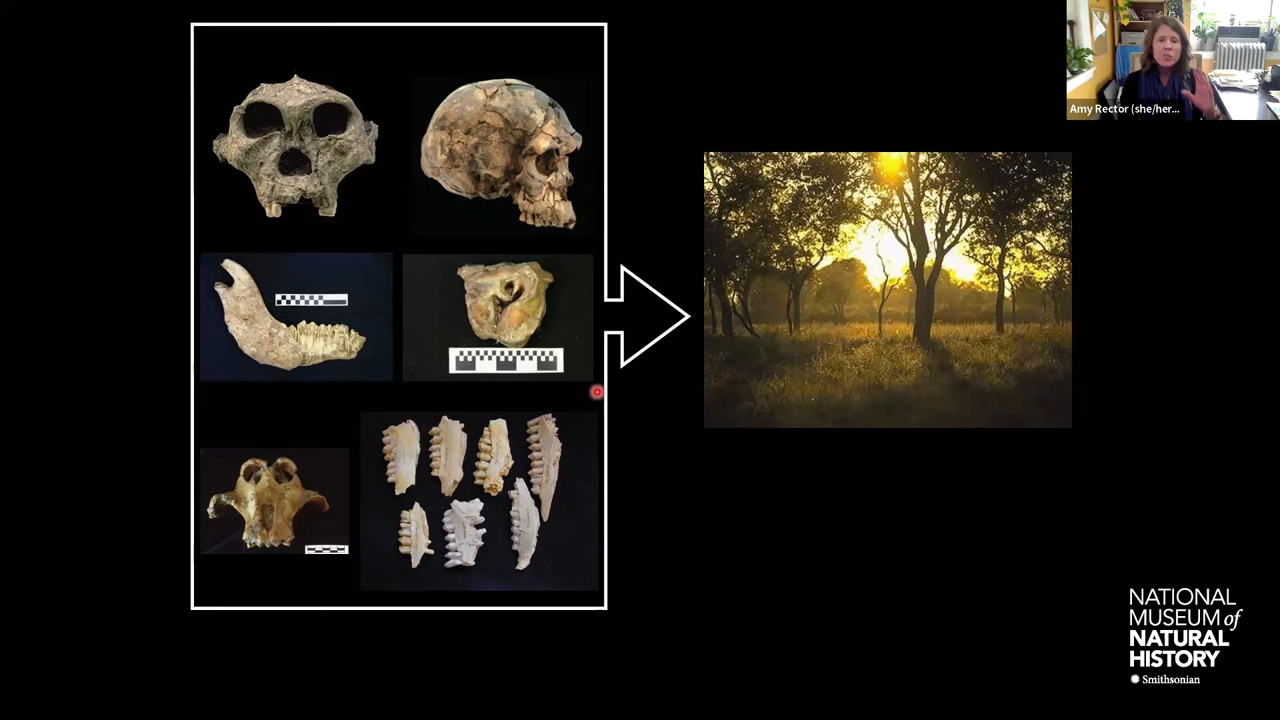 Amy Rector (she/her...
NATIONAL
MUSEUM of
NATURAL
HISTORY
Smithsonian